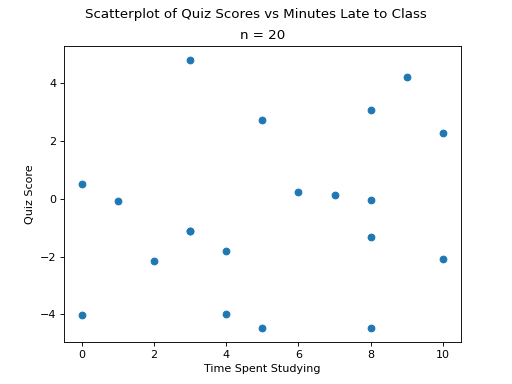 Scatterplot of Quiz Scores vs Minutes Late to Class
n = 20
4
2
0
−2
−4
Quiz Score
0 2 4 6 8 10
Time Spent Studying